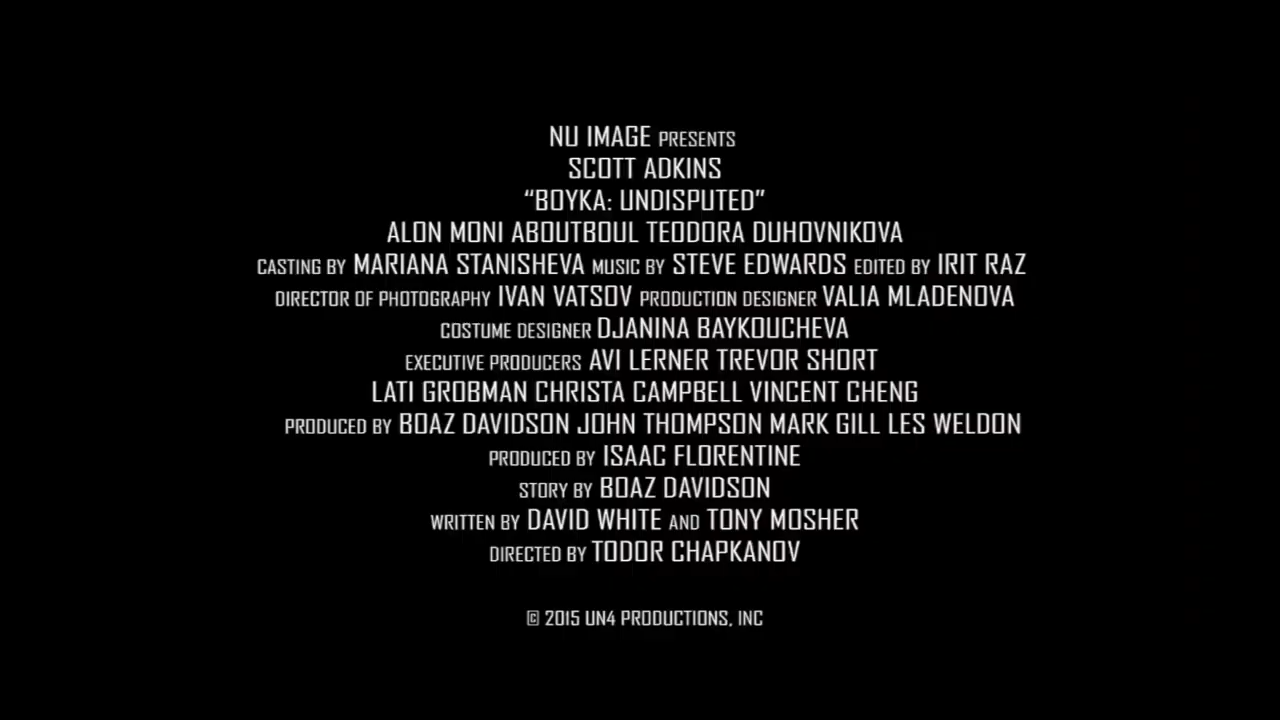 NU IMAGE PRESENTS
SCOTT ADKINS
“BOYKA: UNDISPUTED”
ALON MONI ABOUTBOUL TEODORA DUHOVNIKOVA
CASTING BY MARIANA STANISHEVA MUSIC BY STEVE EDWARDS EDITED BY IRIT RAZ
DIRECTOR OF PHOTOGRAPHY IVAN VATSOV PRODUCTION DESIGNER VALIA MLADENOVA
COSTUME DESIGNER DJANINA BAYKOUCHEVA
EXECUTIVE PRODUCERS AVI LERNER TREVOR SHORT
LATI GROBMAN CHRISTA CAMPBELL VINCENT CHENG
PRODUCED BY BOAZ DAVIDSON JOHN THOMPSON MARK GILL LES WELDON
PRODUCED BY ISAAC FLORENTINE
STORY BY BOAZ DAVIDSON
WRITTEN BY DAVID WHITE AND TONY MOSHER
DIRECTED BY TODOR CHAPKANOV
© 2015 UN4 PRODUCTIONS, INC